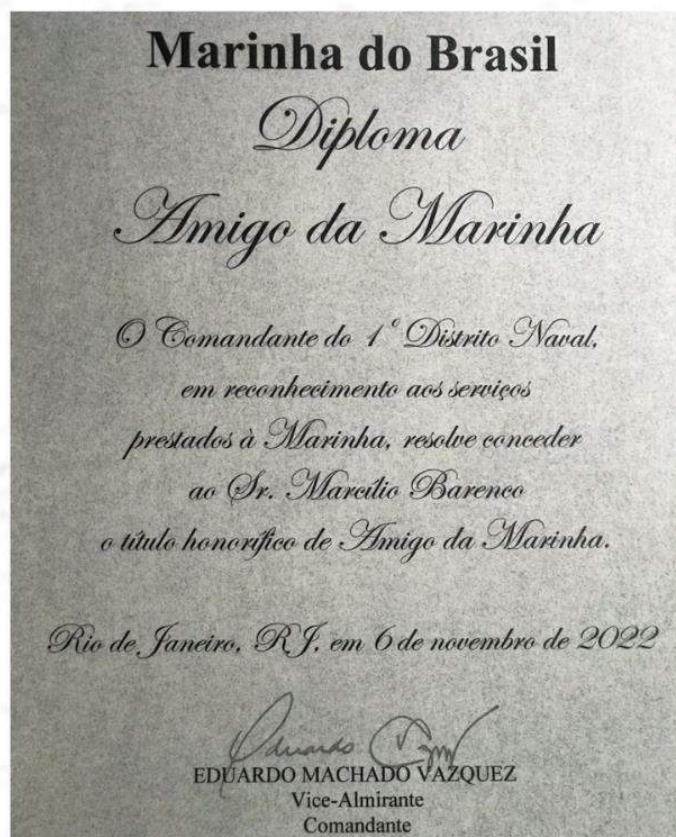 Marinha do Brasil
Diploma
Amigo da Marinha
O Comandante do 1º Distrito Naval,
em reconhecimento aos serviços
prestados à Marinha, resolve conceder
ao Sr. Marcílio Barenco
o título honorífico de Amigo da Marinha.
Rio de Janeiro, RJ, em 6 de novembro de 2022
Eduardo
EDUARDO MACHADO VAZQUEZ
Vice-Almirante
Comandante